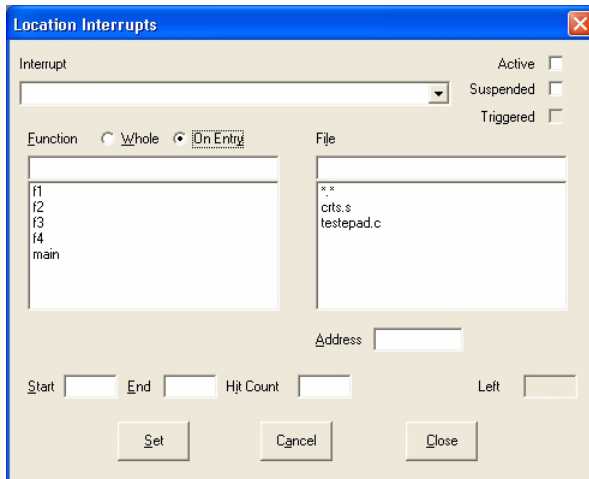 Location Interrupts
Interrupt
Active
Suspended
Triggered
Function Whole On Entry
File
f1
f2
f3
f4
main
*.*
crts.s
testepad.c
Address
Start End Hit Count Left
Set Cancel Close